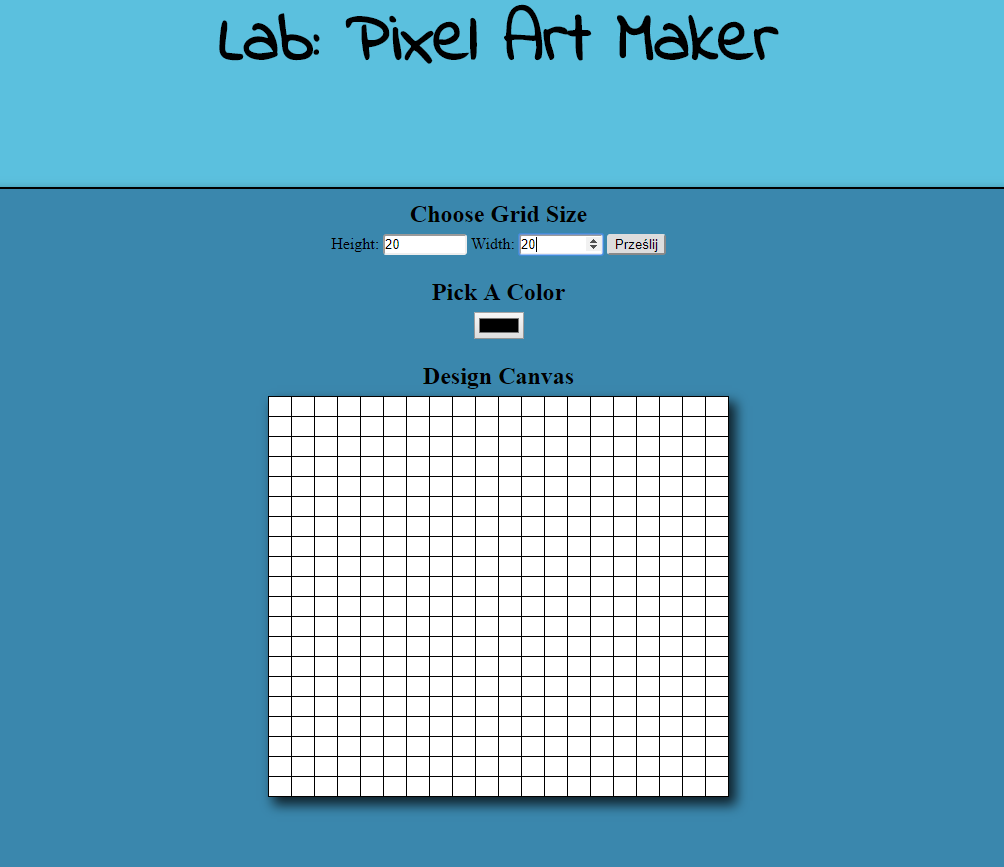 Lab: Pixel Art Maker
Choose Grid Size
Height: 20 Width: 20 Prześlij
Pick A Color
Design Canvas